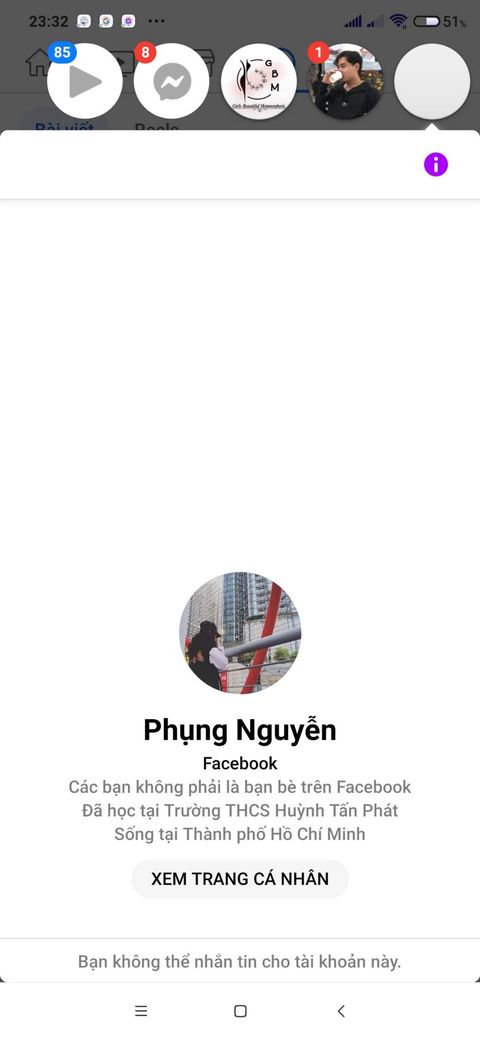 23:32
51%
85
8
1
G
B
M
Girls Beautiful Metamorphosis
Bài viết
Reels
Phụng Nguyễn
Facebook
Các bạn không phải là bạn bè trên Facebook
Đã học tại Trường THCS Huỳnh Tấn Phát
Sống tại Thành phố Hồ Chí Minh
XEM TRANG CÁ NHÂN
Bạn không thể nhắn tin cho tài khoản này.